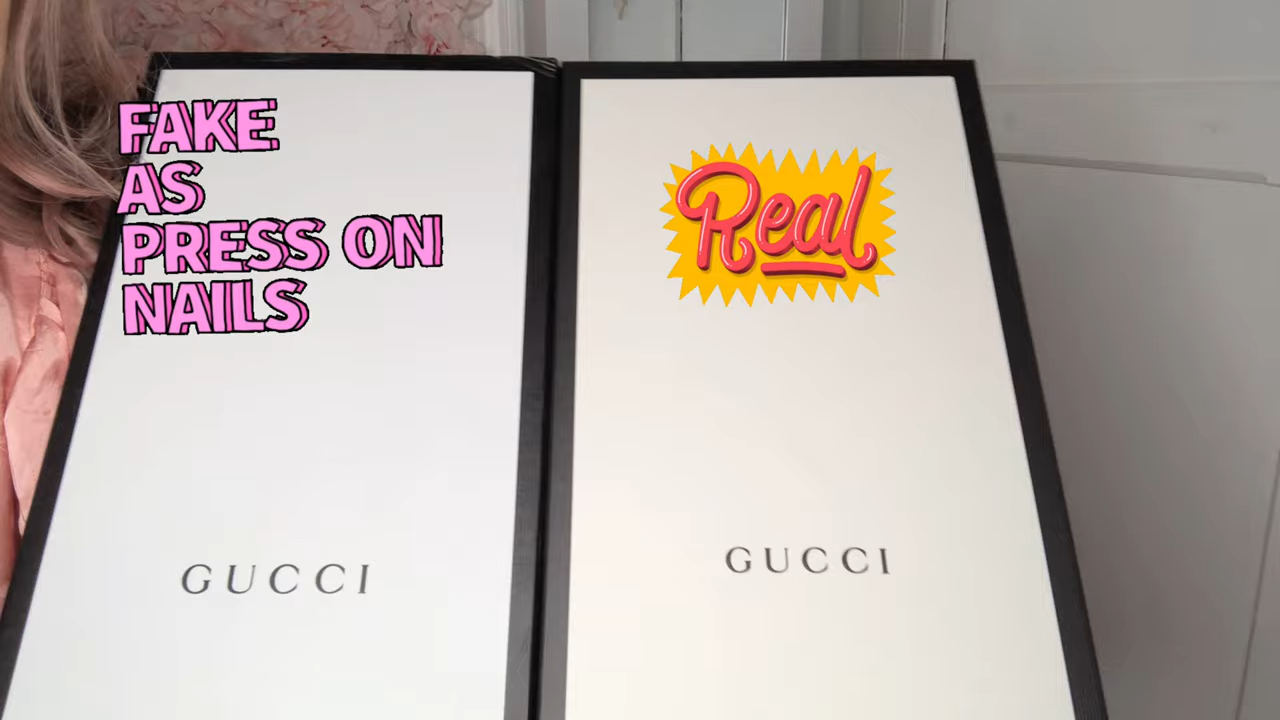 FAKE
AS
PRESS ON
NAILS
Real
GUCCI
GUCCI